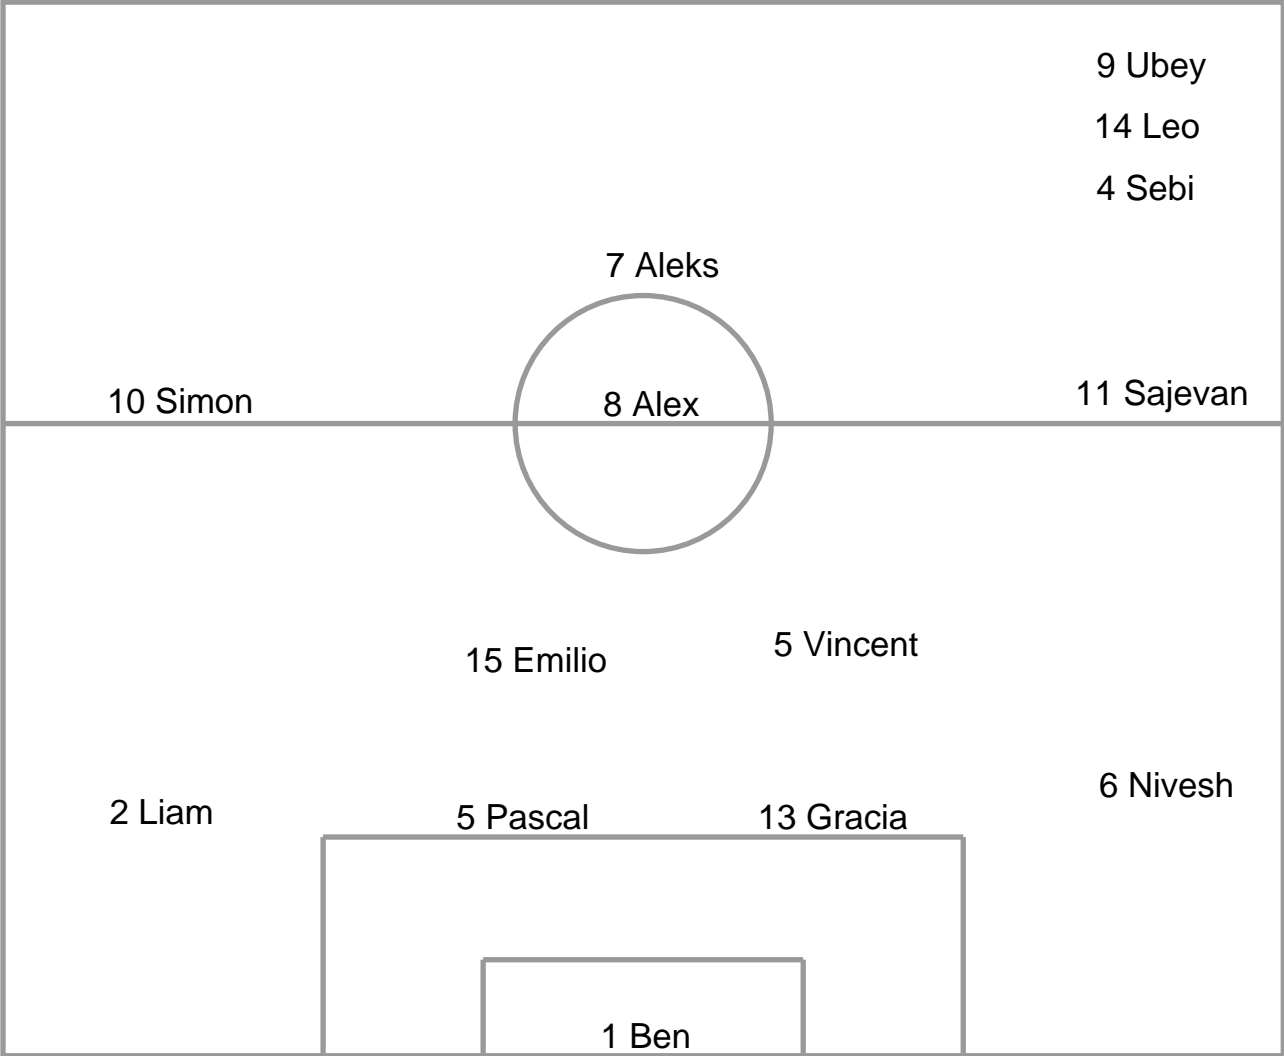 9 Ubey
14 Leo
4 Sebi
7 Aleks
10 Simon
8 Alex
11 Sajevan
15 Emilio
5 Vincent
2 Liam
5 Pascal
13 Gracia
6 Nivesh
1 Ben